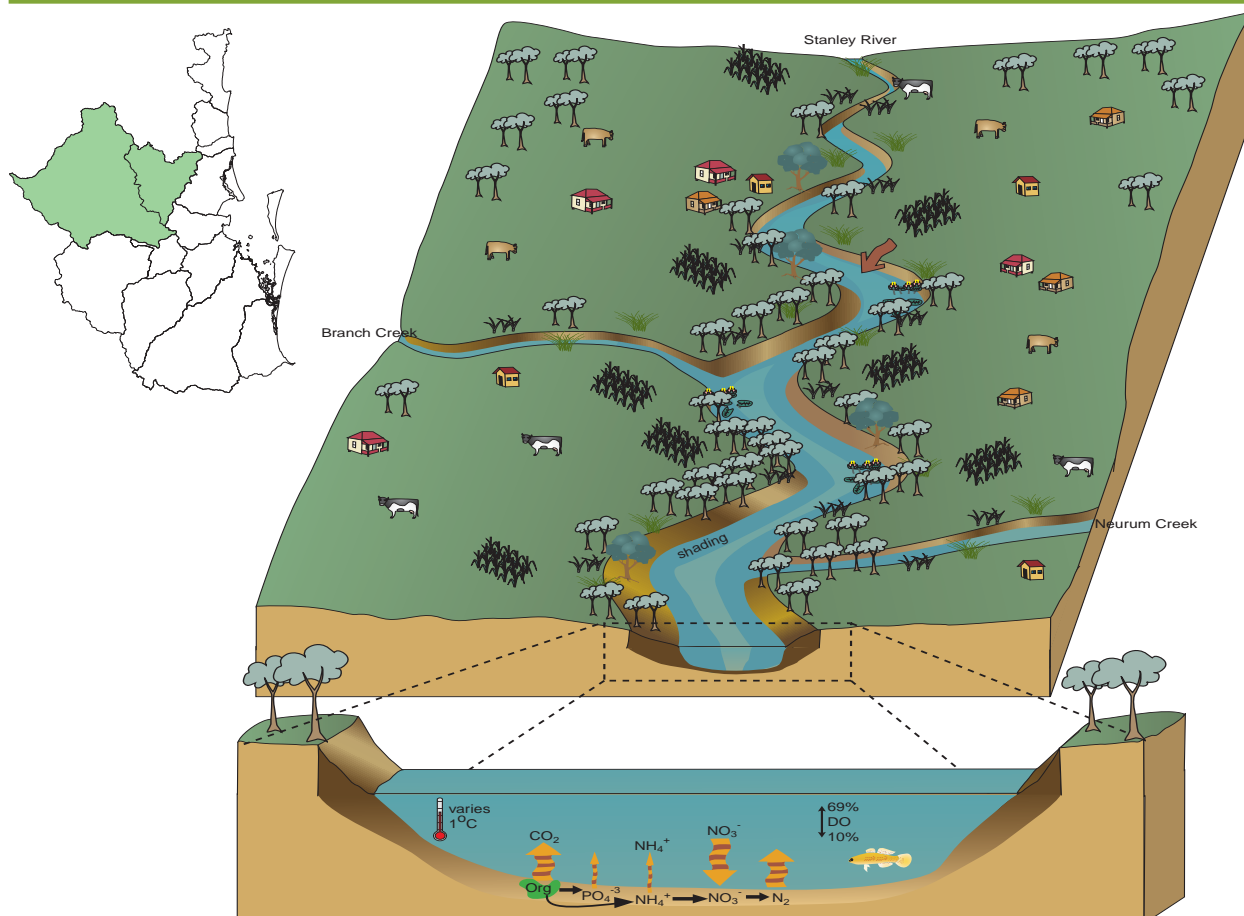 Stanley River
Branch Creek
Neurum Creek
shading
varies
1°C
69%
DO
10%
CO₂
NH₄⁺
NO₃⁻
Org
PO₄⁻³
NH₄⁺
NO₃⁻
N₂